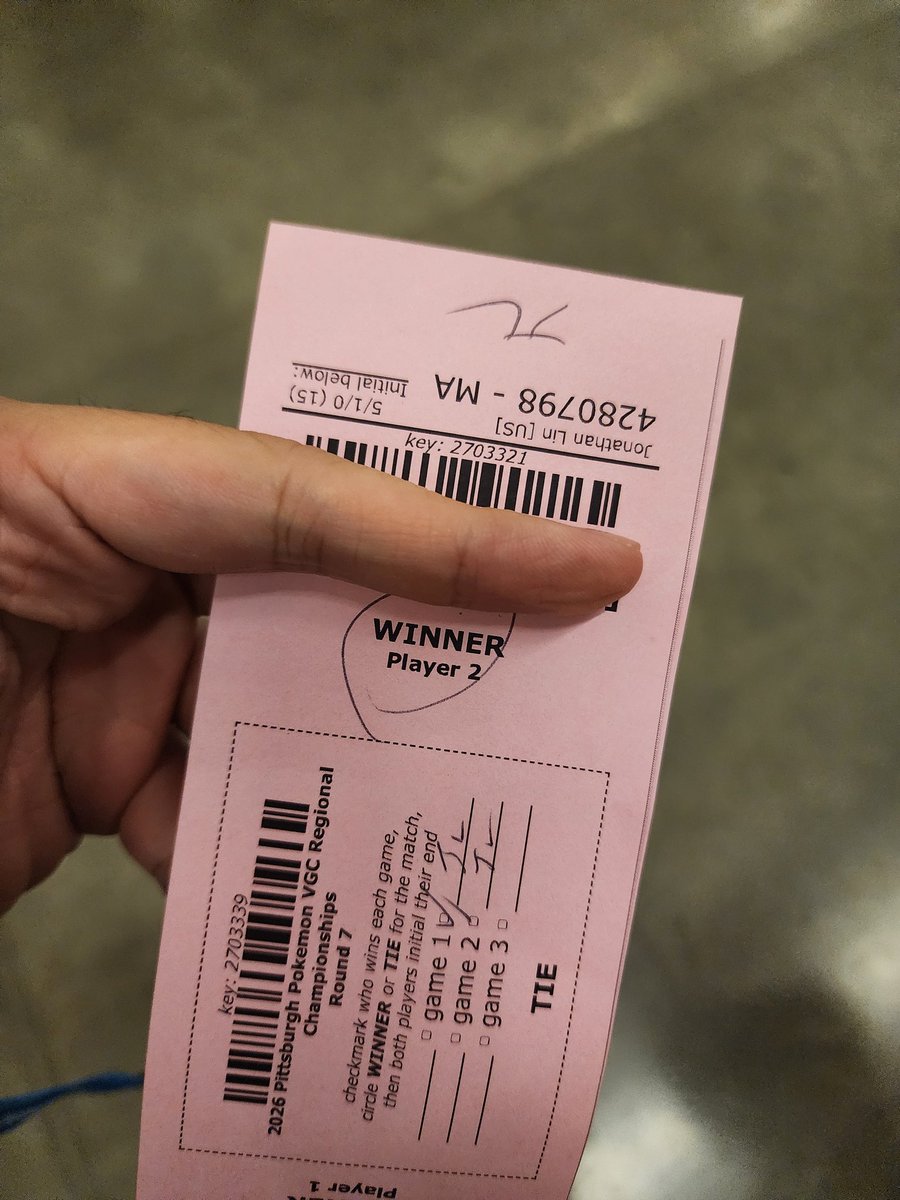 JL
4280798 - MA
Initial below:
Jonathan Lin [US]
5/1/0 (15)
key: 2703321
WINNER
Player 2
key: 2703339
2026 Pittsburgh Pokemon VGC Regional
Championships
Round 7
checkmark who wins each game,
circle WINNER or TIE for the match,
then both players initial their end
game 1 JL
game 2 JL
game 3
TIE
Player 1